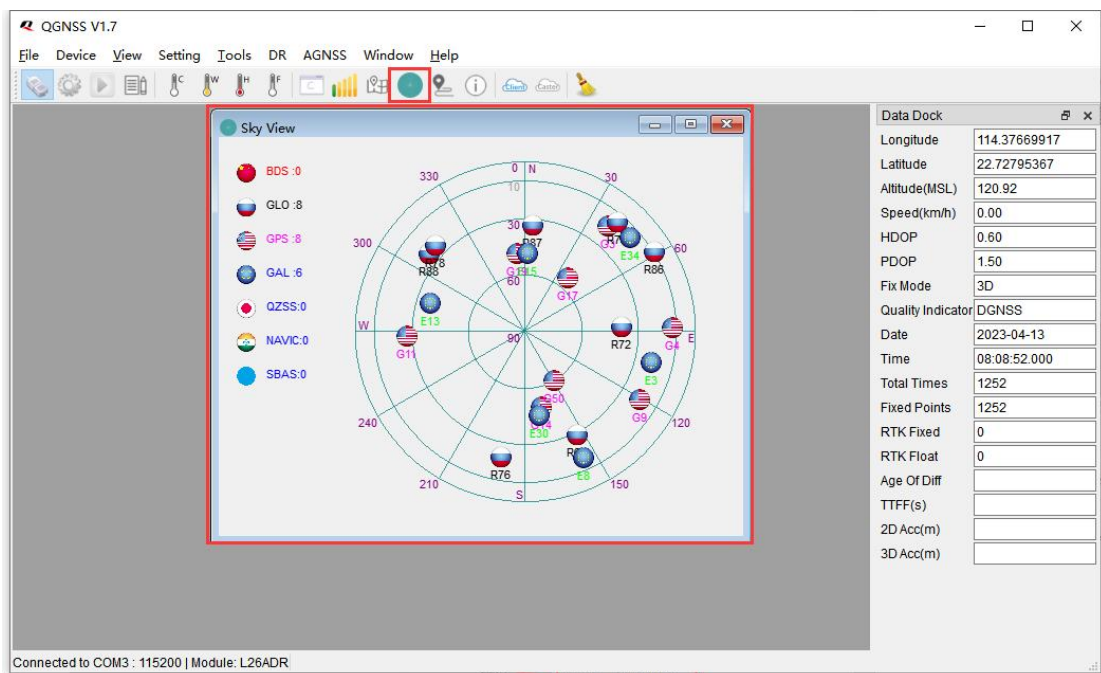 QGNSS V1.7
File Device View Setting Tools DR AGNSS Window Help
C W H F C i Client Caster
Sky View
BDS :0
GLO :8
GPS :8
GAL :6
QZSS:0
NAVIC:0
SBAS:0
0 N
10
30
60
90
30
60
E
120
150
S
210
240
W
300
330
R88
G17
E34
R86
E13
G11
R72
G4
E3
G9
E30
R76
E8
Data Dock
Longitude 114.37669917
Latitude 22.72795367
Altitude(MSL) 120.92
Speed(km/h) 0.00
HDOP 0.60
PDOP 1.50
Fix Mode 3D
Quality Indicator DGNSS
Date 2023-04-13
Time 08:08:52.000
Total Times 1252
Fixed Points 1252
RTK Fixed 0
RTK Float 0
Age Of Diff
TTFF(s)
2D Acc(m)
3D Acc(m)
Connected to COM3 : 115200 | Module: L26ADR